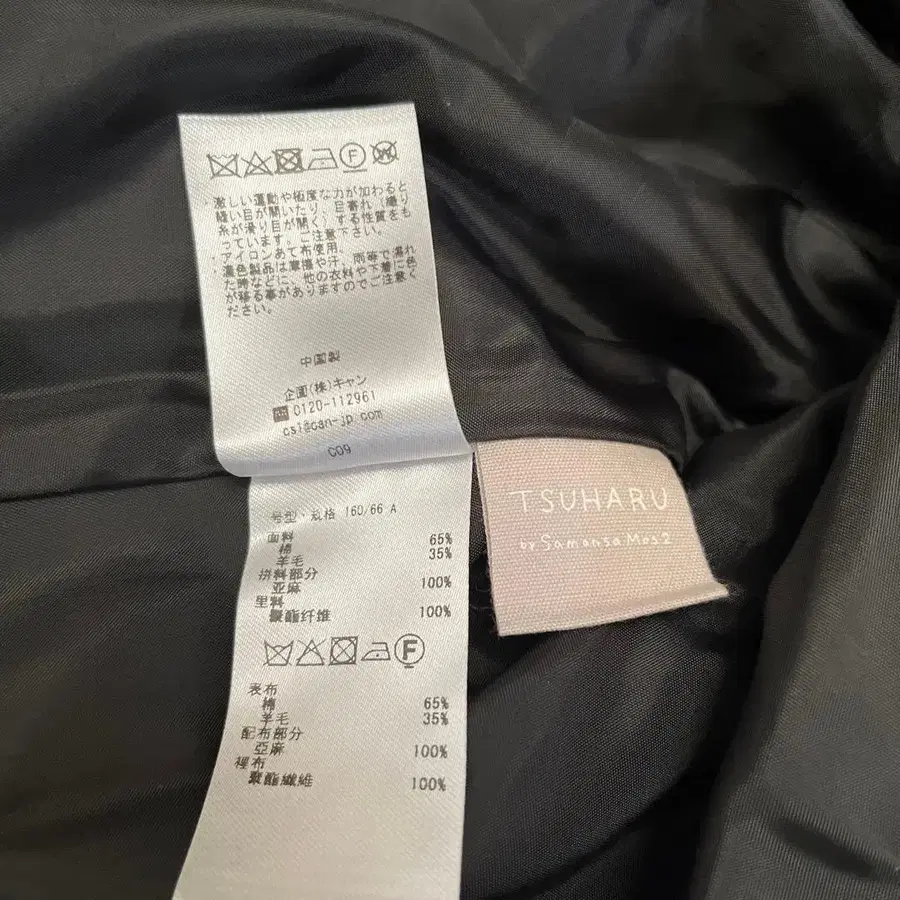 ・激しい運動や極度な力が加わると
縫い目が開いたり、目寄れ(織り
糸が滑り目が開く)する性質をも
っています。ご注意下さい。
・アイロンあて布使用。
・濃色製品は摩擦や汗、雨等で濡れ
た時などに、他の衣料や下着に色
が移る事がありますのでご注意く
ださい。
中国製
企画(株)キャン
0120-112961
csl@can-jp.com
C09
号型・规格 160/66 A
面料
棉 65%
羊毛 35%
拼料部分
亚麻 100%
里料
聚酯纤维 100%
F
表布
棉 65%
羊毛 35%
配布部分
亞麻 100%
裡布
聚酯纖維 100%
TSUHARU
by Samansa Mos2